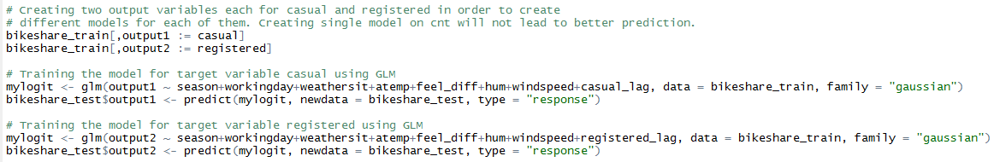 # Creating two output variables each for casual and registered in order to create
# different models for each of them. Creating single model on cnt will not lead to better prediction.
bikeshare_train[,output1 := casual]
bikeshare_train[,output2 := registered]
# Training the model for target variable casual using GLM
mylogit <- glm(output1 ~ season+workingday+weathersit+atemp+feel_diff+hum+windspeed+casual_lag, data = bikeshare_train, family = "gaussian")
bikeshare_test$output1 <- predict(mylogit, newdata = bikeshare_test, type = "response")
# Training the model for target variable registered using GLM
mylogit <- glm(output2 ~ season+workingday+weathersit+atemp+feel_diff+hum+windspeed+registered_lag, data = bikeshare_train, family = "gaussian")
bikeshare_test$output2 <- predict(mylogit, newdata = bikeshare_test, type = "response")